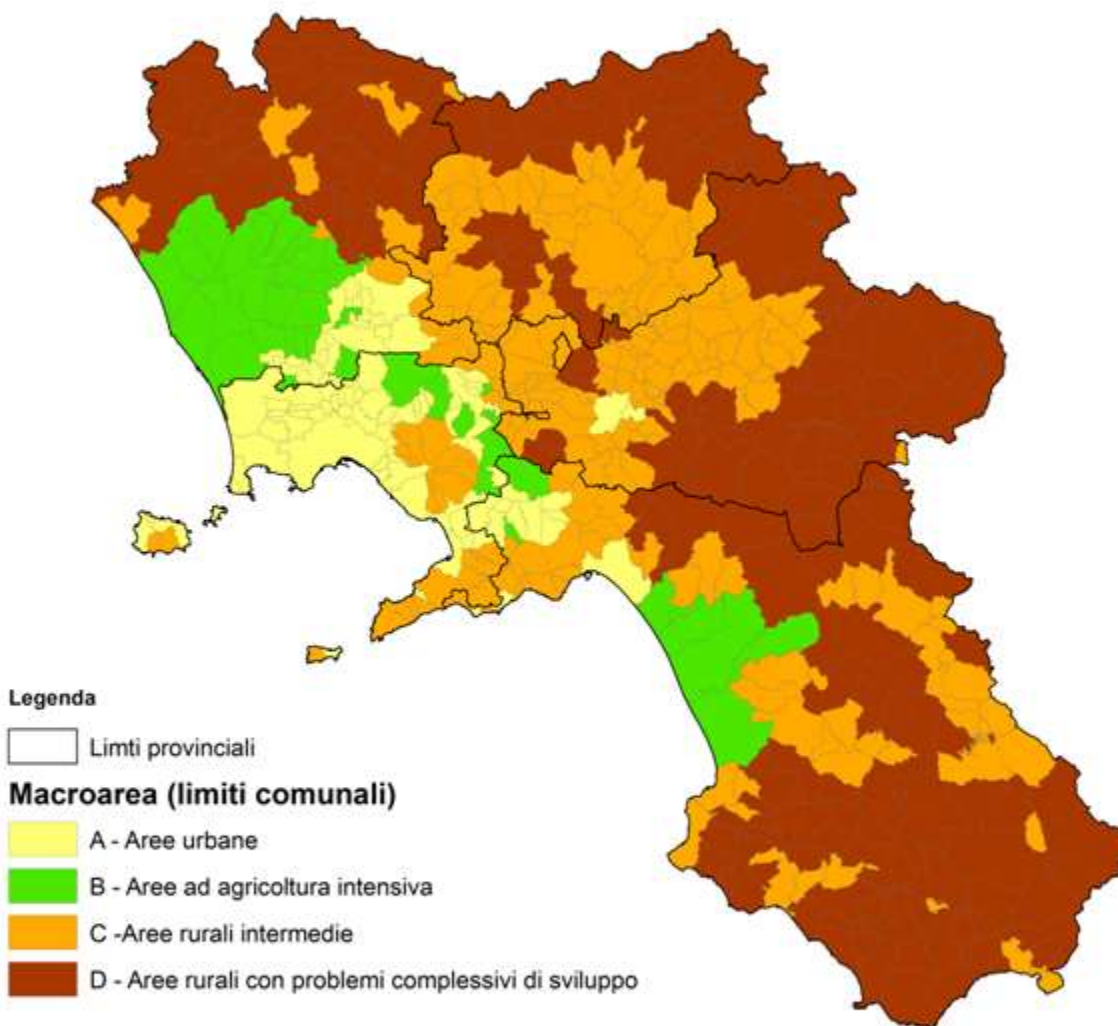 Legenda
Limti provinciali
Macroarea (limiti comunali)
A - Aree urbane
B - Aree ad agricoltura intensiva
C -Aree rurali intermedie
D - Aree rurali con problemi complessivi di sviluppo